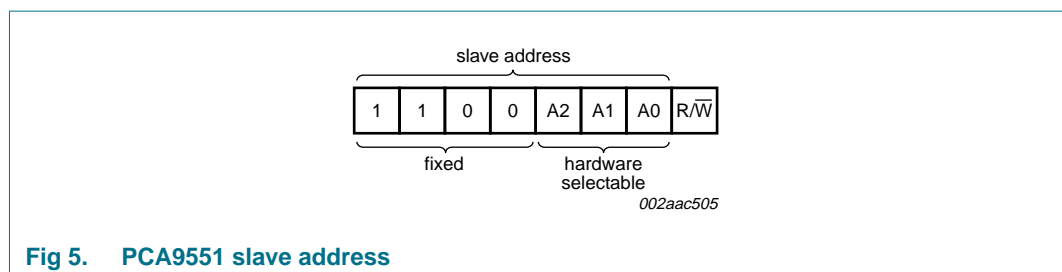 slave address
1 1 0 0 A2 A1 A0 R/W̅
fixed
hardware
selectable
002aac505
Fig 5. PCA9551 slave address